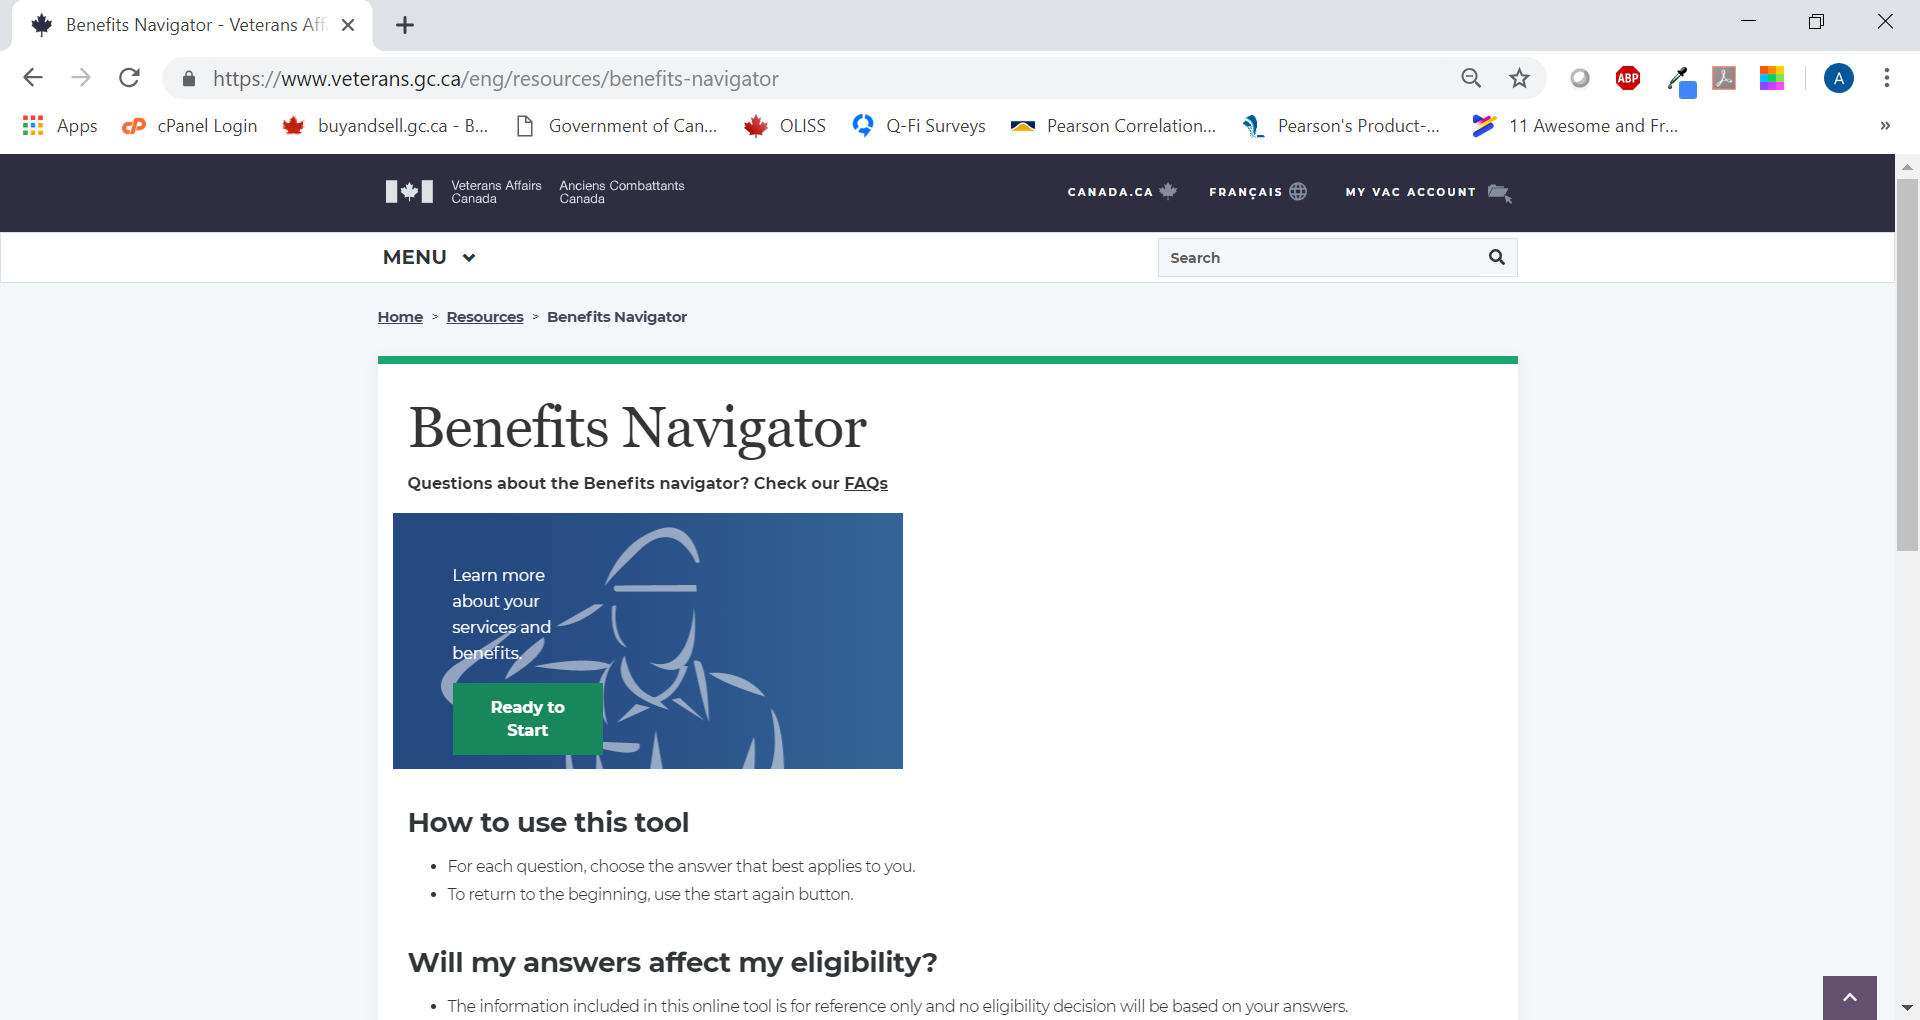 Benefits Navigator - Veterans Aff
https://www.veterans.gc.ca/eng/resources/benefits-navigator
ABP
A
Apps
cPanel Login
buyandsell.gc.ca - B...
Government of Can...
OLISS
Q-Fi Surveys
Pearson Correlation...
Pearson's Product-...
11 Awesome and Fr...
»
Veterans Affairs Canada
Anciens Combattants Canada
CANADA.CA
FRANÇAIS
MY VAC ACCOUNT
MENU
Search
Home > Resources > Benefits Navigator
Benefits Navigator
Questions about the Benefits navigator? Check our FAQs
Learn more
about your
services and
benefits.
Ready to
Start
How to use this tool
• For each question, choose the answer that best applies to you.
• To return to the beginning, use the start again button.
Will my answers affect my eligibility?
• The information included in this online tool is for reference only and no eligibility decision will be based on your answers.